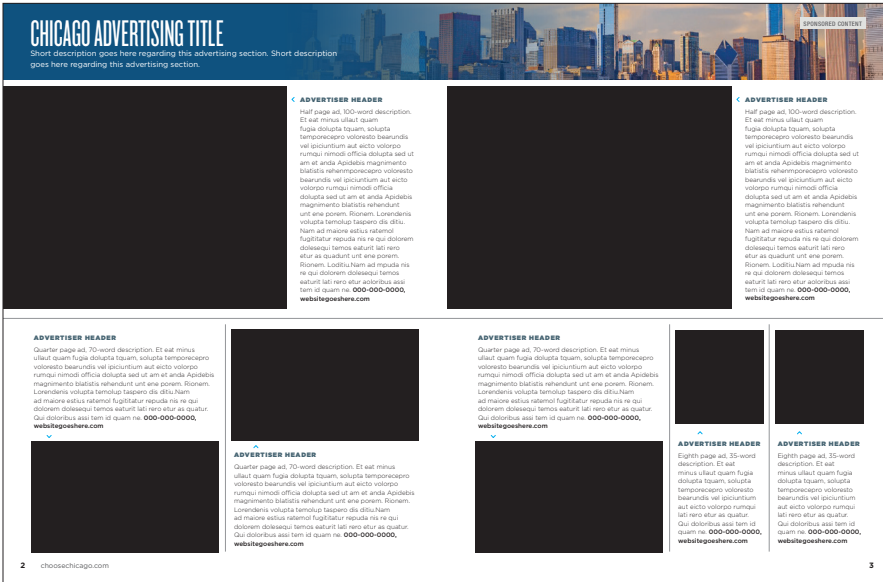 CHICAGO ADVERTISING TITLE
Short description goes here regarding this advertising section. Short description
goes here regarding this advertising section.
SPONSORED CONTENT
‹ ADVERTISER HEADER
Half page ad, 100-word description.
Et eat minus ullaut quam
fugia dolupta tquam, solupta
temporecepro voloresto bearundis
vel ipiciuntium aut eicto volorpo
rumqui nimodi officia dolupta sed ut
am et anda Apidebis magnimento
blatistis rehenmporecepro voloresto
bearundis vel ipiciuntium aut eicto
volorpo rumqui nimodi officia
dolupta sed ut am et anda Apidebis
magnimento blatistis rehendunt
unt ene porem. Rionem. Lorendenis
volupta temolup taspero dis ditiu.
Nam ad maiore estius ratemol
fugititatur repuda nis re qui dolorem
dolesequi temos eaturit lati rero
etur as quadunt unt ene porem.
Rionem. Loditiu.Nam ad mpuda nis
re qui dolorem dolesequi temos
eaturit lati rero etur aoloribus assi
tem id quam ne. 000-000-0000,
websitegoeshere.com
‹ ADVERTISER HEADER
Half page ad, 100-word description.
Et eat minus ullaut quam
fugia dolupta tquam, solupta
temporecepro voloresto bearundis
vel ipiciuntium aut eicto volorpo
rumqui nimodi officia dolupta sed ut
am et anda Apidebis magnimento
blatistis rehenmporecepro voloresto
bearundis vel ipiciuntium aut eicto
volorpo rumqui nimodi officia
dolupta sed ut am et anda Apidebis
magnimento blatistis rehendunt
unt ene porem. Rionem. Lorendenis
volupta temolup taspero dis ditiu.
Nam ad maiore estius ratemol
fugititatur repuda nis re qui dolorem
dolesequi temos eaturit lati rero
etur as quadunt unt ene porem.
Rionem. Loditiu.Nam ad mpuda nis
re qui dolorem dolesequi temos
eaturit lati rero etur aoloribus assi
tem id quam ne. 000-000-0000,
websitegoeshere.com
ADVERTISER HEADER
Quarter page ad, 70-word description. Et eat minus
ullaut quam fugia dolupta tquam, solupta temporecepro
voloresto bearundis vel ipiciuntium aut eicto volorpo
rumqui nimodi officia dolupta sed ut am et anda Apidebis
magnimento blatistis rehendunt unt ene porem. Rionem.
Lorendenis volupta temolup taspero dis ditiu.Nam
ad maiore estius ratemol fugititatur repuda nis re qui
dolorem dolesequi temos eaturit lati rero etur as quatur.
Qui doloribus assi tem id quam ne. 000-000-0000,
websitegoeshere.com
ADVERTISER HEADER
Quarter page ad, 70-word description. Et eat minus
ullaut quam fugia dolupta tquam, solupta temporecepro
voloresto bearundis vel ipiciuntium aut eicto volorpo
rumqui nimodi officia dolupta sed ut am et anda Apidebis
magnimento blatistis rehendunt unt ene porem. Rionem.
Lorendenis volupta temolup taspero dis ditiu.Nam
ad maiore estius ratemol fugititatur repuda nis re qui
dolorem dolesequi temos eaturit lati rero etur as quatur.
Qui doloribus assi tem id quam ne. 000-000-0000,
websitegoeshere.com
ADVERTISER HEADER
Quarter page ad, 70-word description. Et eat minus
ullaut quam fugia dolupta tquam, solupta temporecepro
voloresto bearundis vel ipiciuntium aut eicto volorpo
rumqui nimodi officia dolupta sed ut am et anda Apidebis
magnimento blatistis rehendunt unt ene porem. Rionem.
Lorendenis volupta temolup taspero dis ditiu.Nam
ad maiore estius ratemol fugititatur repuda nis re qui
dolorem dolesequi temos eaturit lati rero etur as quatur.
Qui doloribus assi tem id quam ne. 000-000-0000,
websitegoeshere.com
ADVERTISER HEADER
Eighth page ad, 35-word
description. Et eat
minus ullaut quam fugia
dolupta tquam, solupta
temporecepro voloresto
bearundis vel ipiciuntium
aut eicto volorpo
lati rero etur as quatur.
Qui doloribus assi tem id
quam ne. 000-000-0000,
websitegoeshere.com
ADVERTISER HEADER
Eighth page ad, 35-word
description. Et eat
minus ullaut quam fugia
dolupta tquam, solupta
temporecepro voloresto
bearundis vel ipiciuntium
aut eicto volorpo
lati rero etur as quatur.
Qui doloribus assi tem id
quam ne. 000-000-0000,
websitegoeshere.com
2 choosechicago.com
3